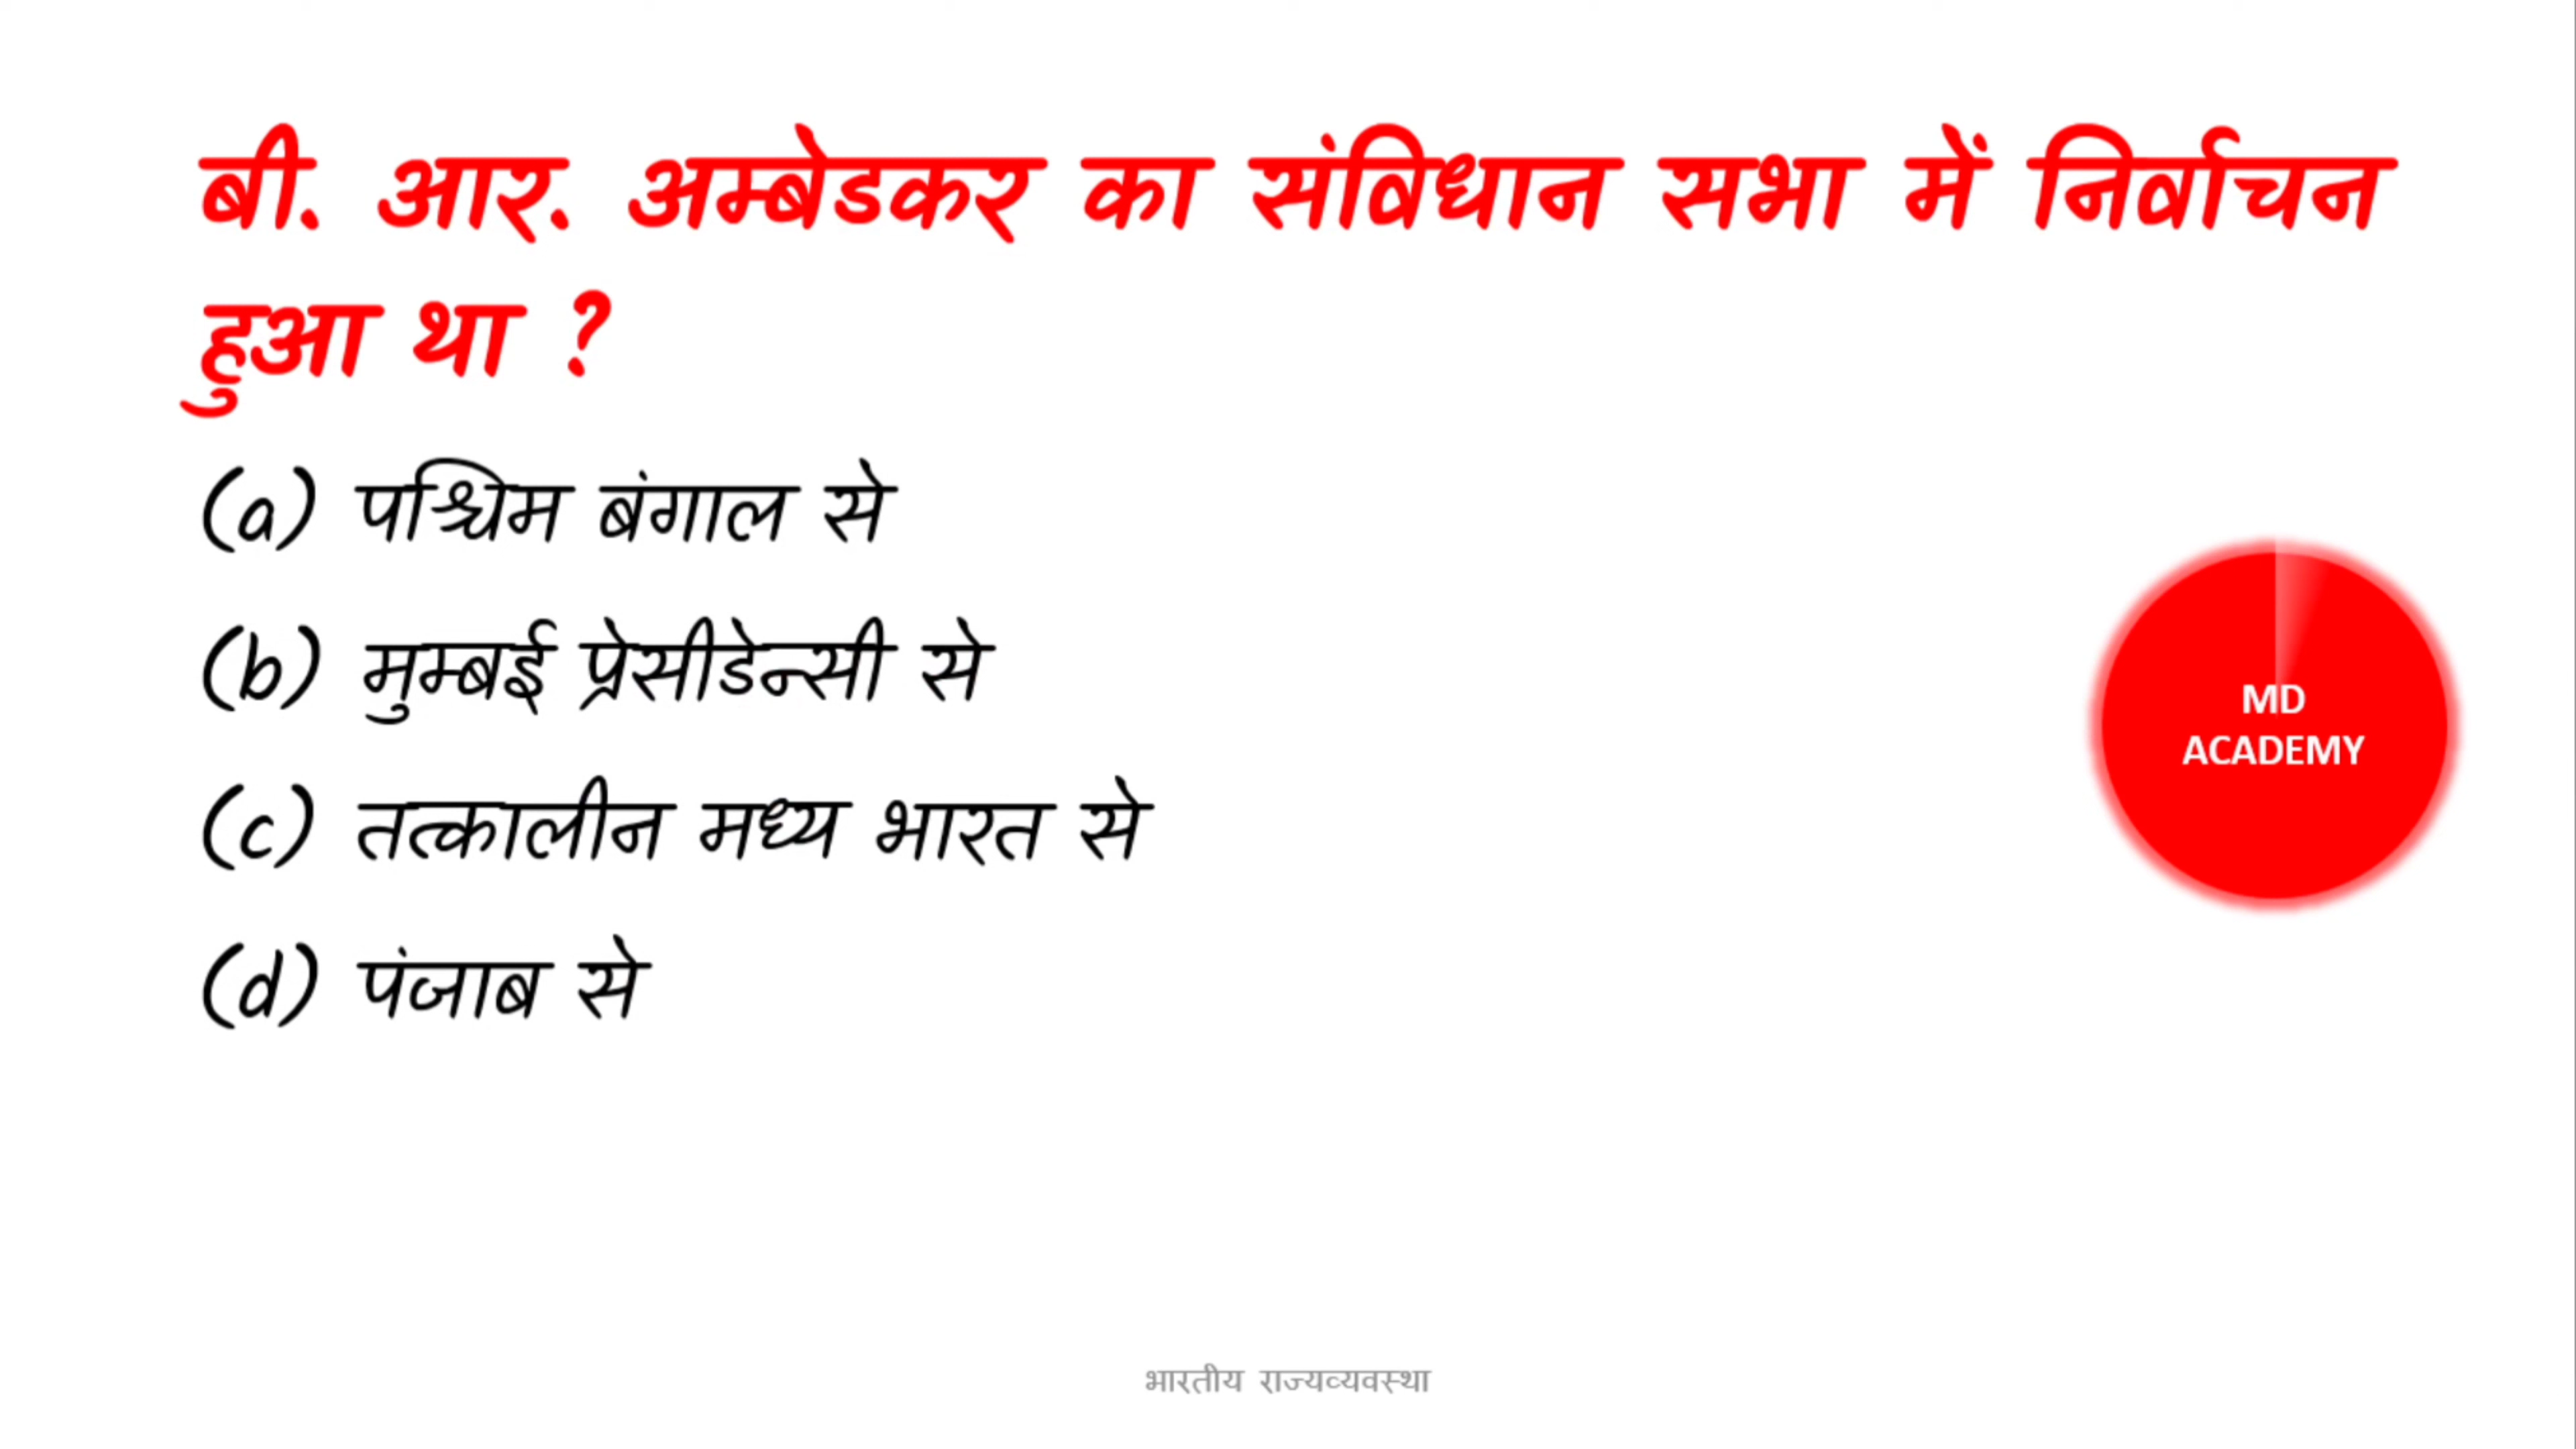 बी. आर. अम्बेडकर का संविधान सभा में निर्वाचन
हुआ था ?
(a) पश्चिम बंगाल से
(b) मुम्बई प्रेसीडेन्सी से
(c) तत्कालीन मध्य भारत से
(d) पंजाब से
MD
ACADEMY
भारतीय राज्यव्यवस्था